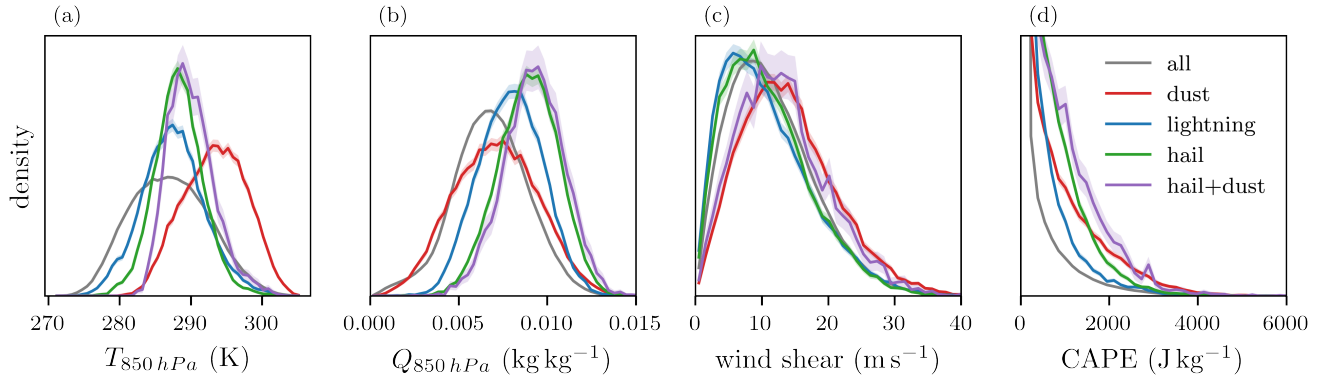 (a) (b) (c) (d)
density
all
dust
lightning
hail
hail+dust
270 280 290 300 0.000 0.005 0.010 0.015 0 10 20 30 40 0 2000 4000 6000
T850 hPa (K) Q850 hPa (kg kg⁻¹) wind shear (m s⁻¹) CAPE (J kg⁻¹)